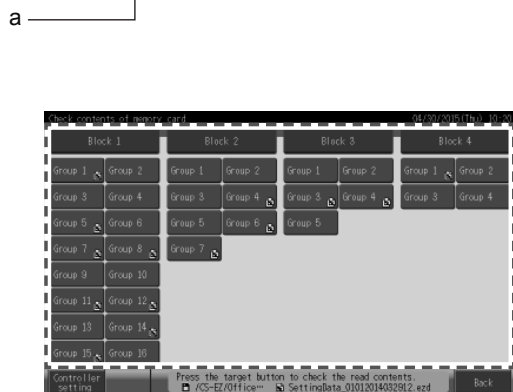 a
Check contents of memory card 04/30/2015(Thu) 10:20
Block 1 Block 2 Block 3 Block 4
Group 1 Group 2 Group 1 Group 2 Group 1 Group 2 Group 1 Group 2
Group 3 Group 4 Group 3 Group 4 Group 3 Group 4 Group 3 Group 4
Group 5 Group 6 Group 5 Group 6 Group 5
Group 7 Group 8 Group 7
Group 9 Group 10
Group 11 Group 12
Group 13 Group 14
Group 15 Group 16
Controller setting Press the target button to check the read contents. Back
/CS-EZ/Office… SettingData_01012014032912.ezd